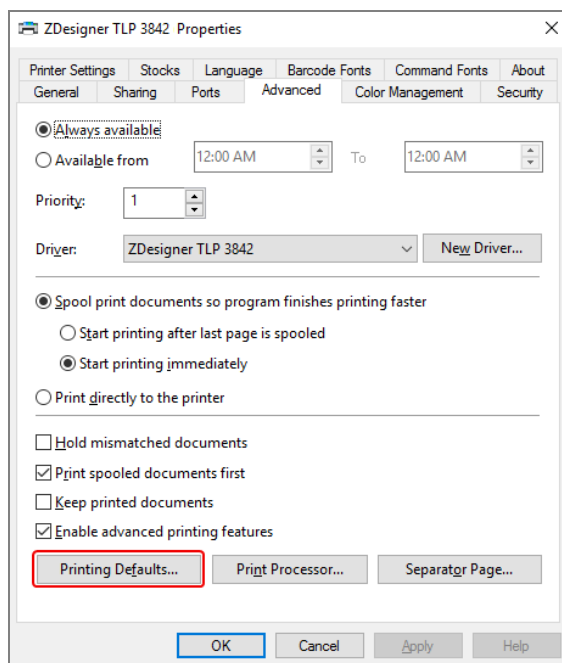 ZDesigner TLP 3842 Properties
Printer Settings Stocks Language Barcode Fonts Command Fonts About
General Sharing Ports Advanced Color Management Security
Always available
Available from 12:00 AM To 12:00 AM
Priority: 1
Driver: ZDesigner TLP 3842 New Driver...
Spool print documents so program finishes printing faster
Start printing after last page is spooled
Start printing immediately
Print directly to the printer
Hold mismatched documents
Print spooled documents first
Keep printed documents
Enable advanced printing features
Printing Defaults... Print Processor... Separator Page...
OK Cancel Apply Help